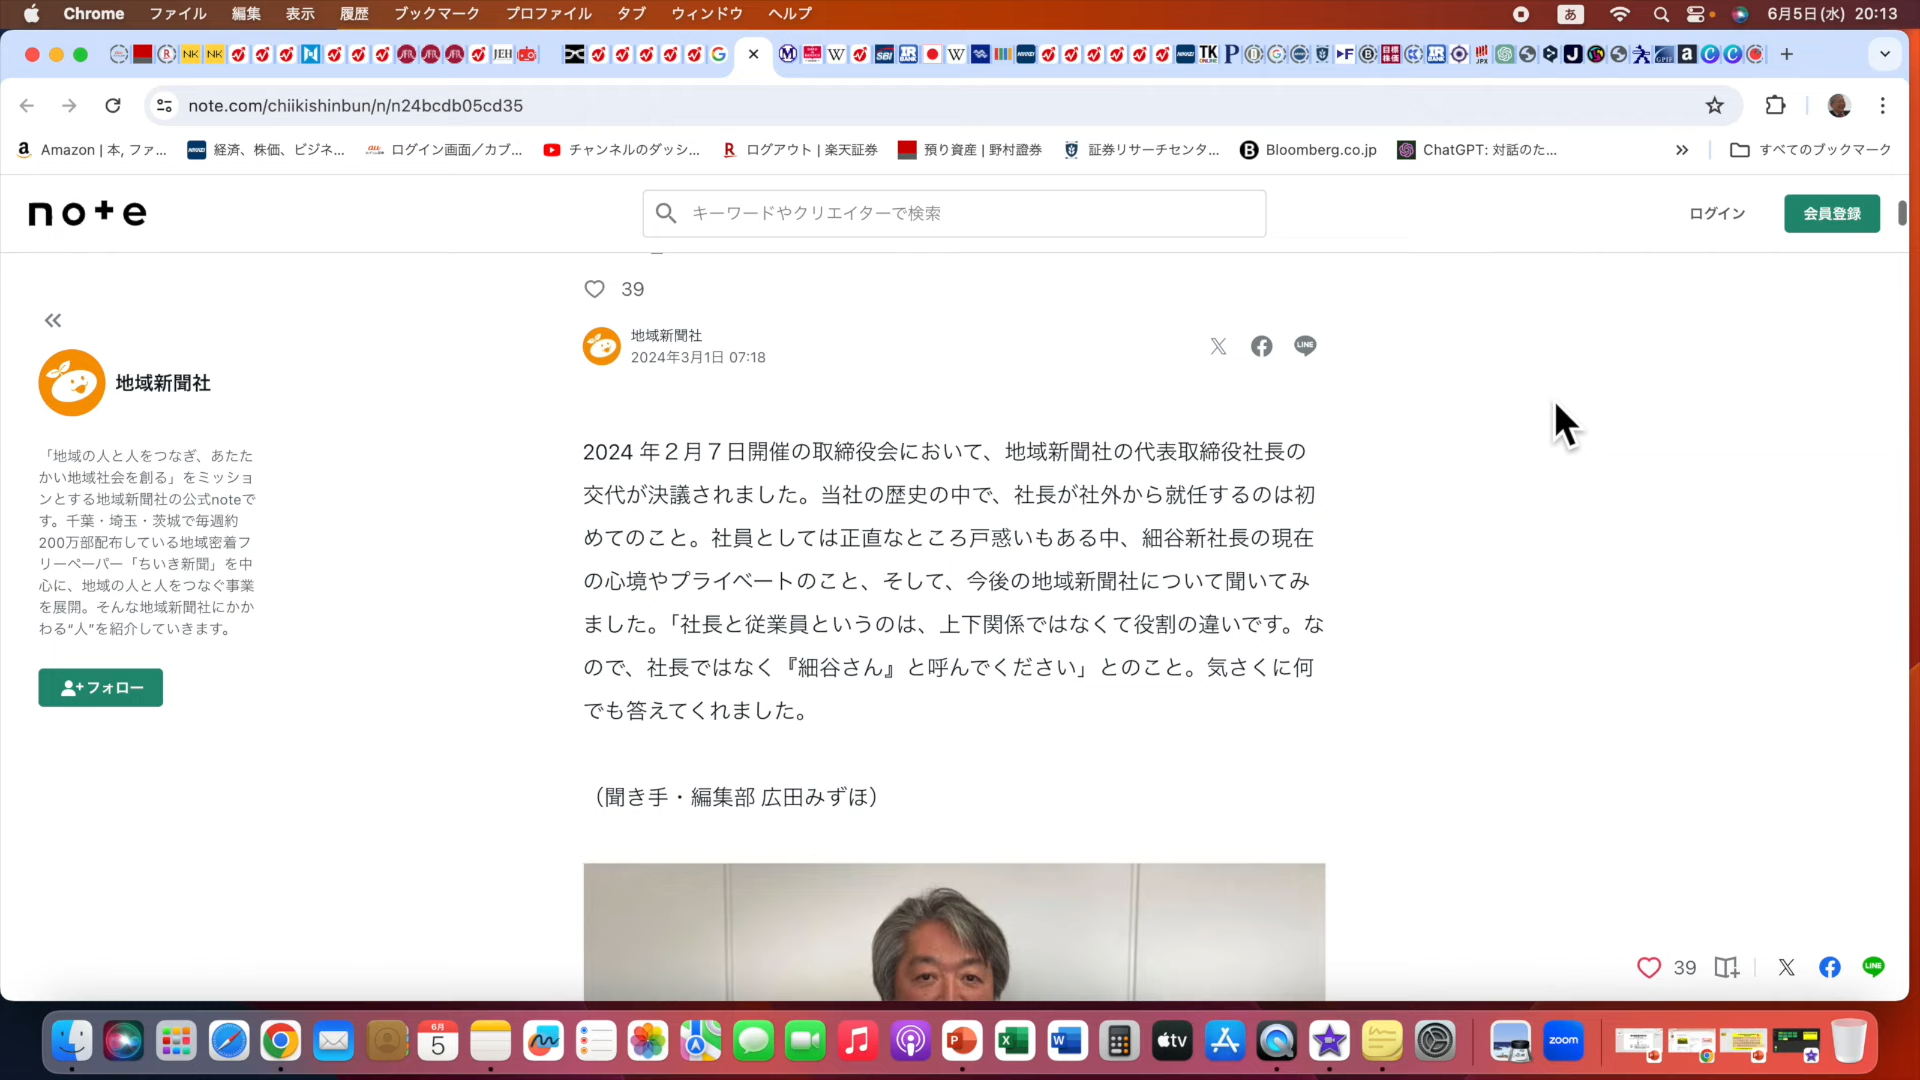 Chrome ファイル 編集 表示 履歴 ブックマーク プロファイル タブ ウィンドウ ヘルプ あ 6月5日(水) 20:13
note.com/chiikishinbun/n/n24bcdb05cd35
Amazon | 本, ファ... 経済、株価、ビジネ... ログイン画面／カブ... チャンネルのダッシ... ログアウト | 楽天証券 預り資産 | 野村證券 証券リサーチセンタ... Bloomberg.co.jp ChatGPT: 対話のた... すべてのブックマーク
note キーワードやクリエイターで検索 ログイン 会員登録
39
地域新聞社
2024年3月1日 07:18
地域新聞社
「地域の人と人をつなぎ、あたた
かい地域社会を創る」をミッショ
ンとする地域新聞社の公式noteで
す。千葉・埼玉・茨城で毎週約
200万部配布している地域密着フ
リーペーパー「ちいき新聞」を中
心に、地域の人と人をつなぐ事業
を展開。そんな地域新聞社にかか
わる“人”を紹介していきます。
フォロー
2024 年２月７日開催の取締役会において、地域新聞社の代表取締役社長の
交代が決議されました。当社の歴史の中で、社長が社外から就任するのは初
めてのこと。社員としては正直なところ戸惑いもある中、細谷新社長の現在
の心境やプライベートのこと、そして、今後の地域新聞社について聞いてみ
ました。「社長と従業員というのは、上下関係ではなくて役割の違いです。な
ので、社長ではなく『細谷さん』と呼んでください」とのこと。気さくに何
でも答えてくれました。
（聞き手・編集部 広田みずほ）
39
LINE
6月
5
tv
zoom